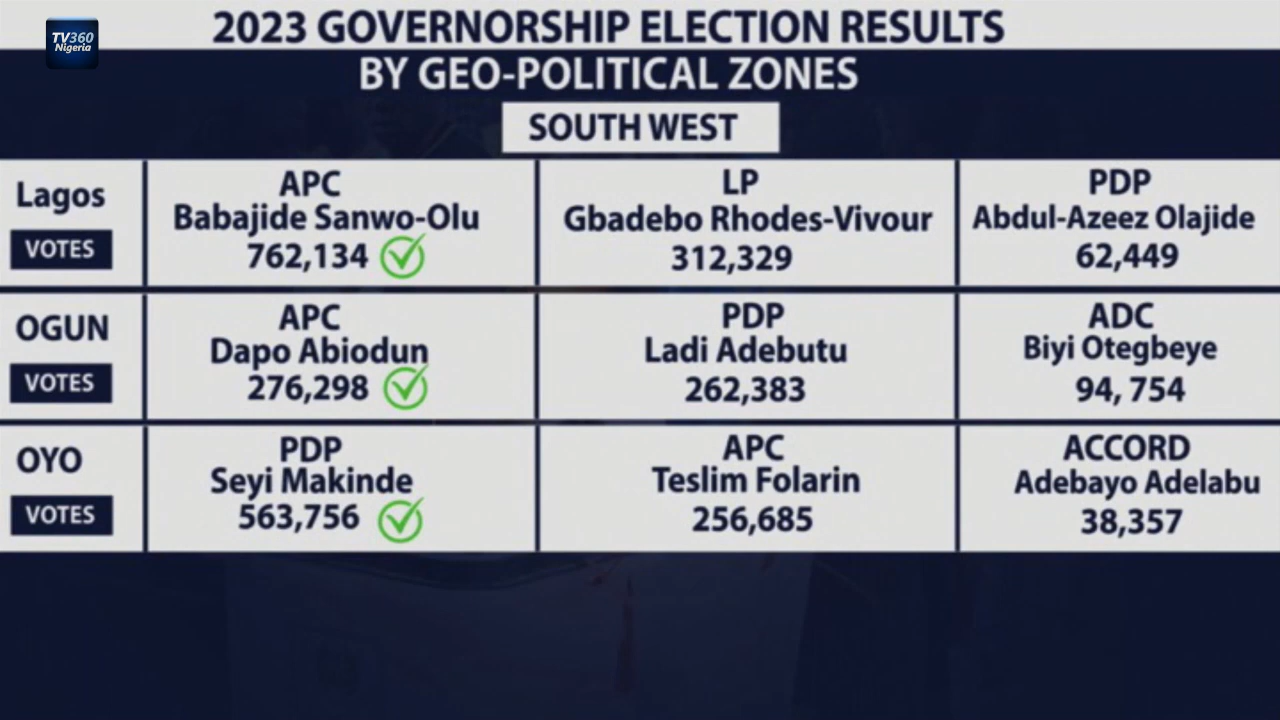 TV360
Nigeria
2023 GOVERNORSHIP ELECTION RESULTS
BY GEO-POLITICAL ZONES
SOUTH WEST
Lagos
VOTES
APC
Babajide Sanwo-Olu
762,134
LP
Gbadebo Rhodes-Vivour
312,329
PDP
Abdul-Azeez Olajide
62,449
OGUN
VOTES
APC
Dapo Abiodun
276,298
PDP
Ladi Adebutu
262,383
ADC
Biyi Otegbeye
94, 754
OYO
VOTES
PDP
Seyi Makinde
563,756
APC
Teslim Folarin
256,685
ACCORD
Adebayo Adelabu
38,357